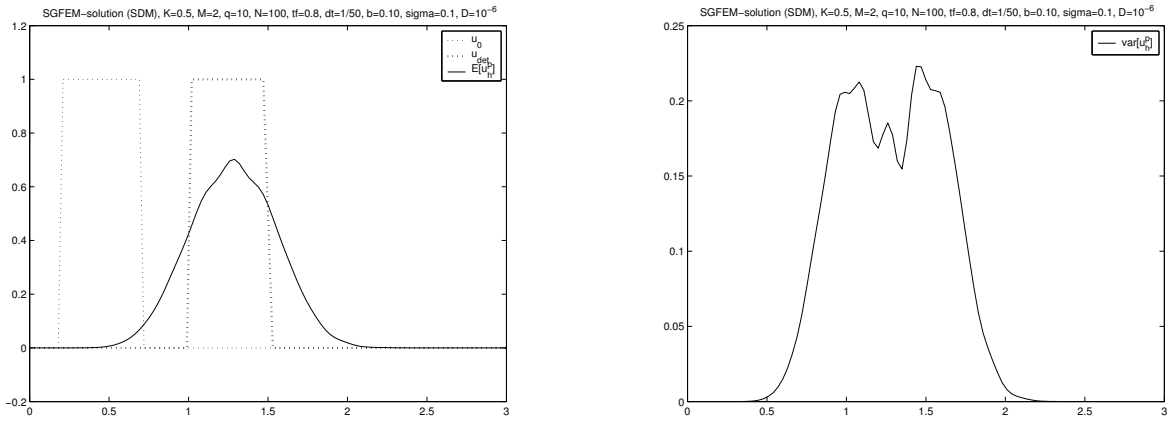 SGFEM-solution (SDM), K=0.5, M=2, q=10, N=100, tf=0.8, dt=1/50, b=0.10, sigma=0.1, D=10^-6
1.2
1
0.8
0.6
0.4
0.2
0
-0.2
0 0.5 1 1.5 2 2.5 3
u_0
u_det
E[u_h^p]
SGFEM-solution (SDM), K=0.5, M=2, q=10, N=100, tf=0.8, dt=1/50, b=0.10, sigma=0.1, D=10^-6
0.25
0.2
0.15
0.1
0.05
0
0 0.5 1 1.5 2 2.5 3
var[u_h^p]